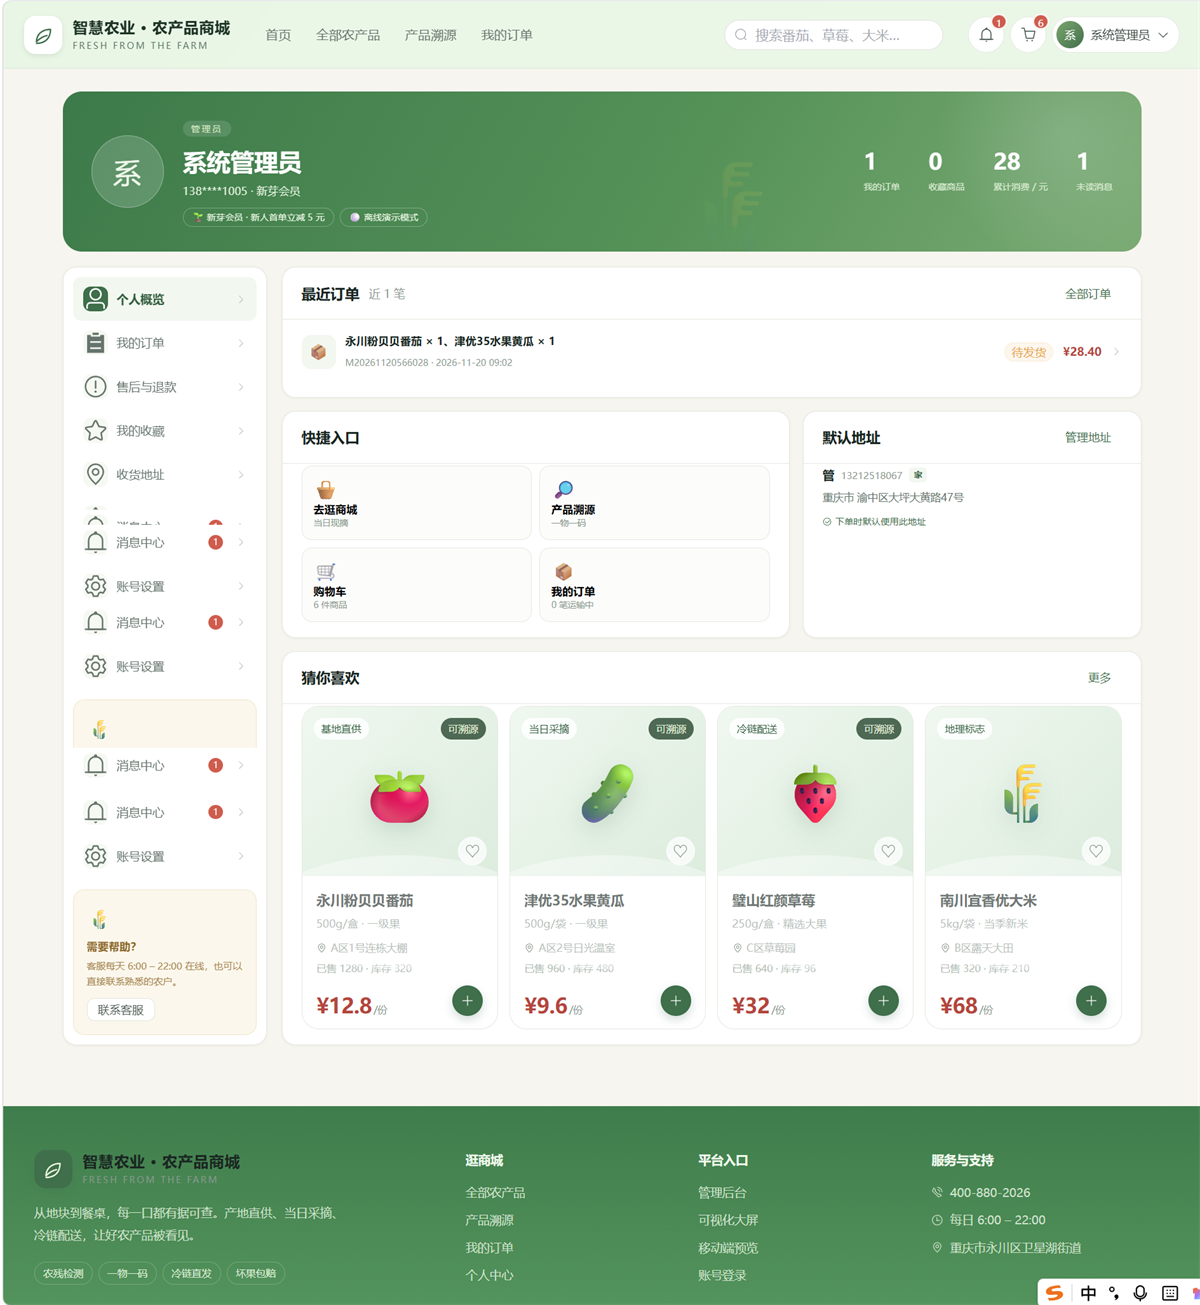 智慧农业·农产品商城
FRESH FROM THE FARM
首页
全部农产品
产品溯源
我的订单
搜索番茄、草莓、大米...
1
6
系
系统管理员
系
管理员
系统管理员
138****1005 · 新芽会员
新芽会员 · 新人首单立减 5 元
离线演示模式
1
我的订单
0
收藏商品
28
累计消费 / 元
1
未读消息
个人概览
我的订单
售后与退款
我的收藏
收货地址
消息中心
消息中心
1
账号设置
消息中心
1
账号设置
消息中心
1
消息中心
1
账号设置
需要帮助?
客服每天 6:00 – 22:00 在线，也可以
直接联系熟悉的农户。
联系客服
最近订单
近 1 笔
全部订单
永川粉贝贝番茄 × 1、津优35水果黄瓜 × 1
M20261120566028 · 2026-11-20 09:02
待发货
¥28.40
快捷入口
去逛商城
当日现摘
产品溯源
一物一码
购物车
6 件商品
我的订单
0 笔运输中
默认地址
管理地址
管
13212518067
家
重庆市 渝中区大坪大黄路47号
下单时默认使用此地址
猜你喜欢
更多
基地直供
可溯源
永川粉贝贝番茄
500g/盒 · 一级果
A区1号连栋大棚
已售 1280 · 库存 320
¥12.8/份
当日采摘
可溯源
津优35水果黄瓜
500g/袋 · 一级果
A区2号日光温室
已售 960 · 库存 480
¥9.6/份
冷链配送
可溯源
璧山红颜草莓
250g/盒 · 精选大果
C区草莓园
已售 640 · 库存 96
¥32/份
地理标志
南川宜香优大米
5kg/袋 · 当季新米
B区露天大田
已售 320 · 库存 210
¥68/份
智慧农业·农产品商城
FRESH FROM THE FARM
从地块到餐桌，每一口都有据可查。产地直供、当日采摘、
冷链配送，让好农产品被看见。
农残检测
一物一码
冷链直发
坏果包赔
逛商城
全部农产品
产品溯源
我的订单
个人中心
平台入口
管理后台
可视化大屏
移动端预览
账号登录
服务与支持
400-880-2026
每日 6:00 – 22:00
重庆市永川区卫星湖街道
中